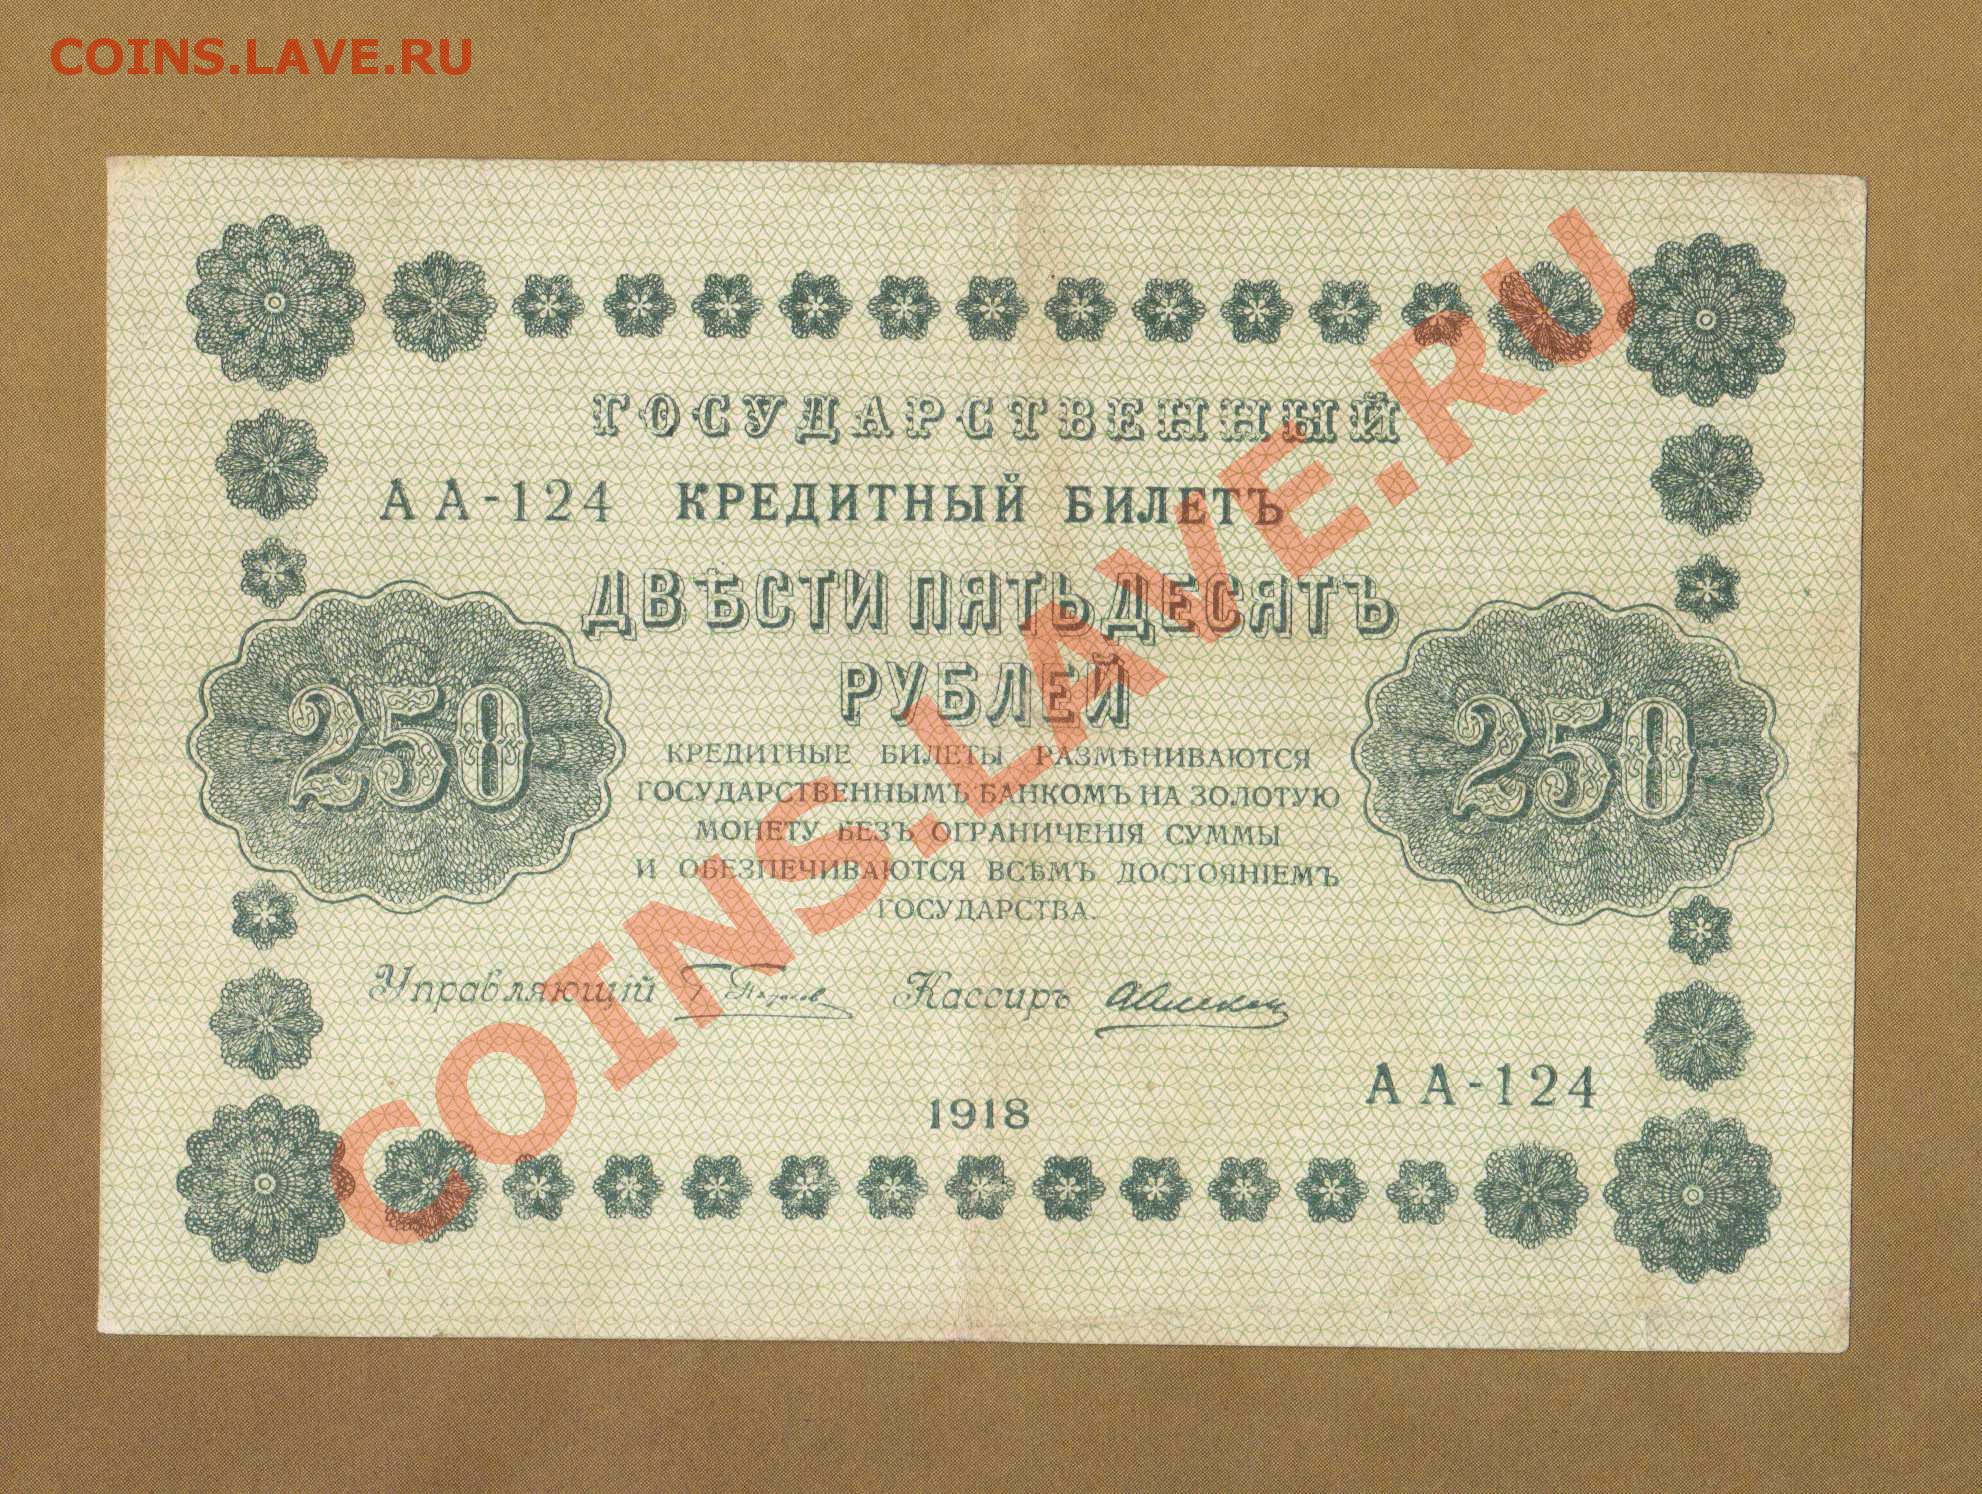 COINS.LAVE.RU
ГОСУДАРСТВЕННЫЙ
АА-124 КРЕДИТНЫЙ БИЛЕТЪ
ДВѢСТИ ПЯТЬДЕСЯТЪ
РУБЛЕЙ
250 250
КРЕДИТНЫЕ БИЛЕТЫ РАЗМѢНИВАЮТСЯ
ГОСУДАРСТВЕННЫМЪ БАНКОМЪ НА ЗОЛОТУЮ
МОНЕТУ БЕЗЪ ОГРАНИЧЕНІЯ СУММЫ
И ОБЕЗПЕЧИВАЮТСЯ ВСѢМЪ ДОСТОЯНІЕМЪ
ГОСУДАРСТВА.
Управляющій Кассиръ
АА-124
1918
COINS.LAVE.RU